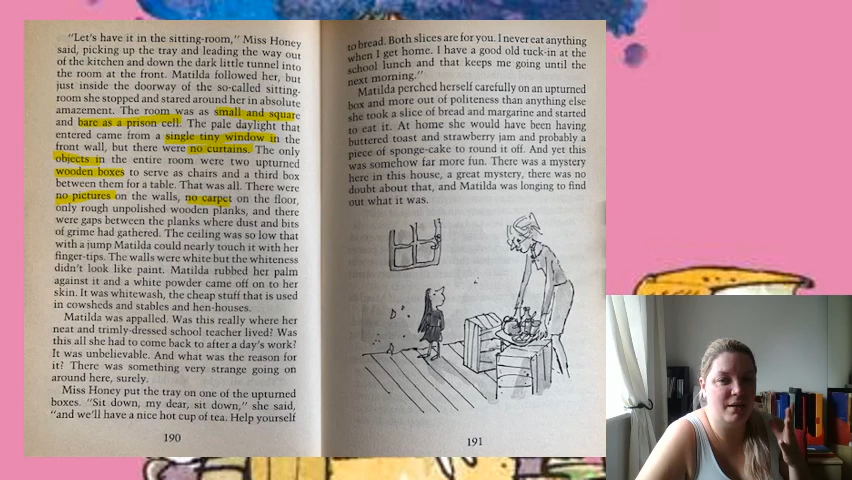 "Let's have it in the sitting-room," Miss Honey
said, picking up the tray and leading the way out
of the kitchen and down the dark little tunnel into
the room at the front. Matilda followed her, but
just inside the doorway of the so-called sitting-
room she stopped and stared around her in absolute
amazement. The room was as small and square
and bare as a prison cell. The pale daylight that
entered came from a single tiny window in the
front wall, but there were no curtains. The only
objects in the entire room were two upturned
wooden boxes to serve as chairs and a third box
between them for a table. That was all. There were
no pictures on the walls, no carpet on the floor,
only rough unpolished wooden planks, and there
were gaps between the planks where dust and bits
of grime had gathered. The ceiling was so low that
with a jump Matilda could nearly touch it with her
finger-tips. The walls were white but the whiteness
didn't look like paint. Matilda rubbed her palm
against it and a white powder came off on to her
skin. It was whitewash, the cheap stuff that is used
in cowsheds and stables and hen-houses.
Matilda was appalled. Was this really where her
neat and trimly-dressed school teacher lived? Was
this all she had to come back to after a day's work?
It was unbelievable. And what was the reason for
it? There was something very strange going on
around here, surely.
Miss Honey put the tray on one of the upturned
boxes. "Sit down, my dear, sit down," she said,
"and we'll have a nice hot cup of tea. Help yourself
190
to bread. Both slices are for you. I never eat anything
when I get home. I have a good old tuck-in at the
school lunch and that keeps me going until the
next morning."
Matilda perched herself carefully on an upturned
box and more out of politeness than anything else
she took a slice of bread and margarine and started
to eat it. At home she would have been having
buttered toast and strawberry jam and probably a
piece of sponge-cake to round it off. And yet this
was somehow far more fun. There was a mystery
here in this house, a great mystery, there was no
doubt about that, and Matilda was longing to find
out what it was.
191